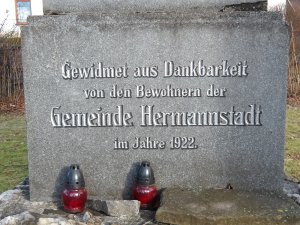 Gewidmet aus Dankbarkeit
von den Bewohnern der
Gemeinde Hermannstadt
im Jahre 1922.